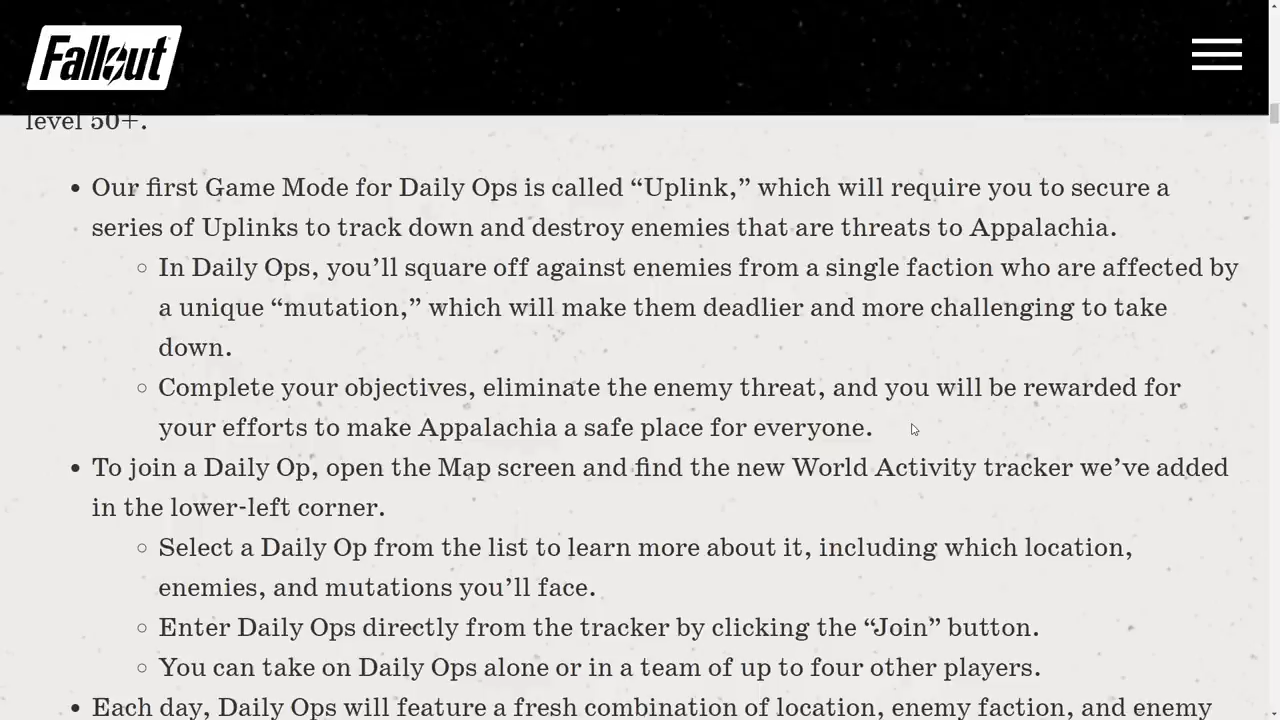 Fallout
level 50+.
• Our first Game Mode for Daily Ops is called “Uplink,” which will require you to secure a
series of Uplinks to track down and destroy enemies that are threats to Appalachia.
○ In Daily Ops, you’ll square off against enemies from a single faction who are affected by
a unique “mutation,” which will make them deadlier and more challenging to take
down.
○ Complete your objectives, eliminate the enemy threat, and you will be rewarded for
your efforts to make Appalachia a safe place for everyone.
• To join a Daily Op, open the Map screen and find the new World Activity tracker we’ve added
in the lower-left corner.
○ Select a Daily Op from the list to learn more about it, including which location,
enemies, and mutations you’ll face.
○ Enter Daily Ops directly from the tracker by clicking the “Join” button.
○ You can take on Daily Ops alone or in a team of up to four other players.
• Each day, Daily Ops will feature a fresh combination of location, enemy faction, and enemy